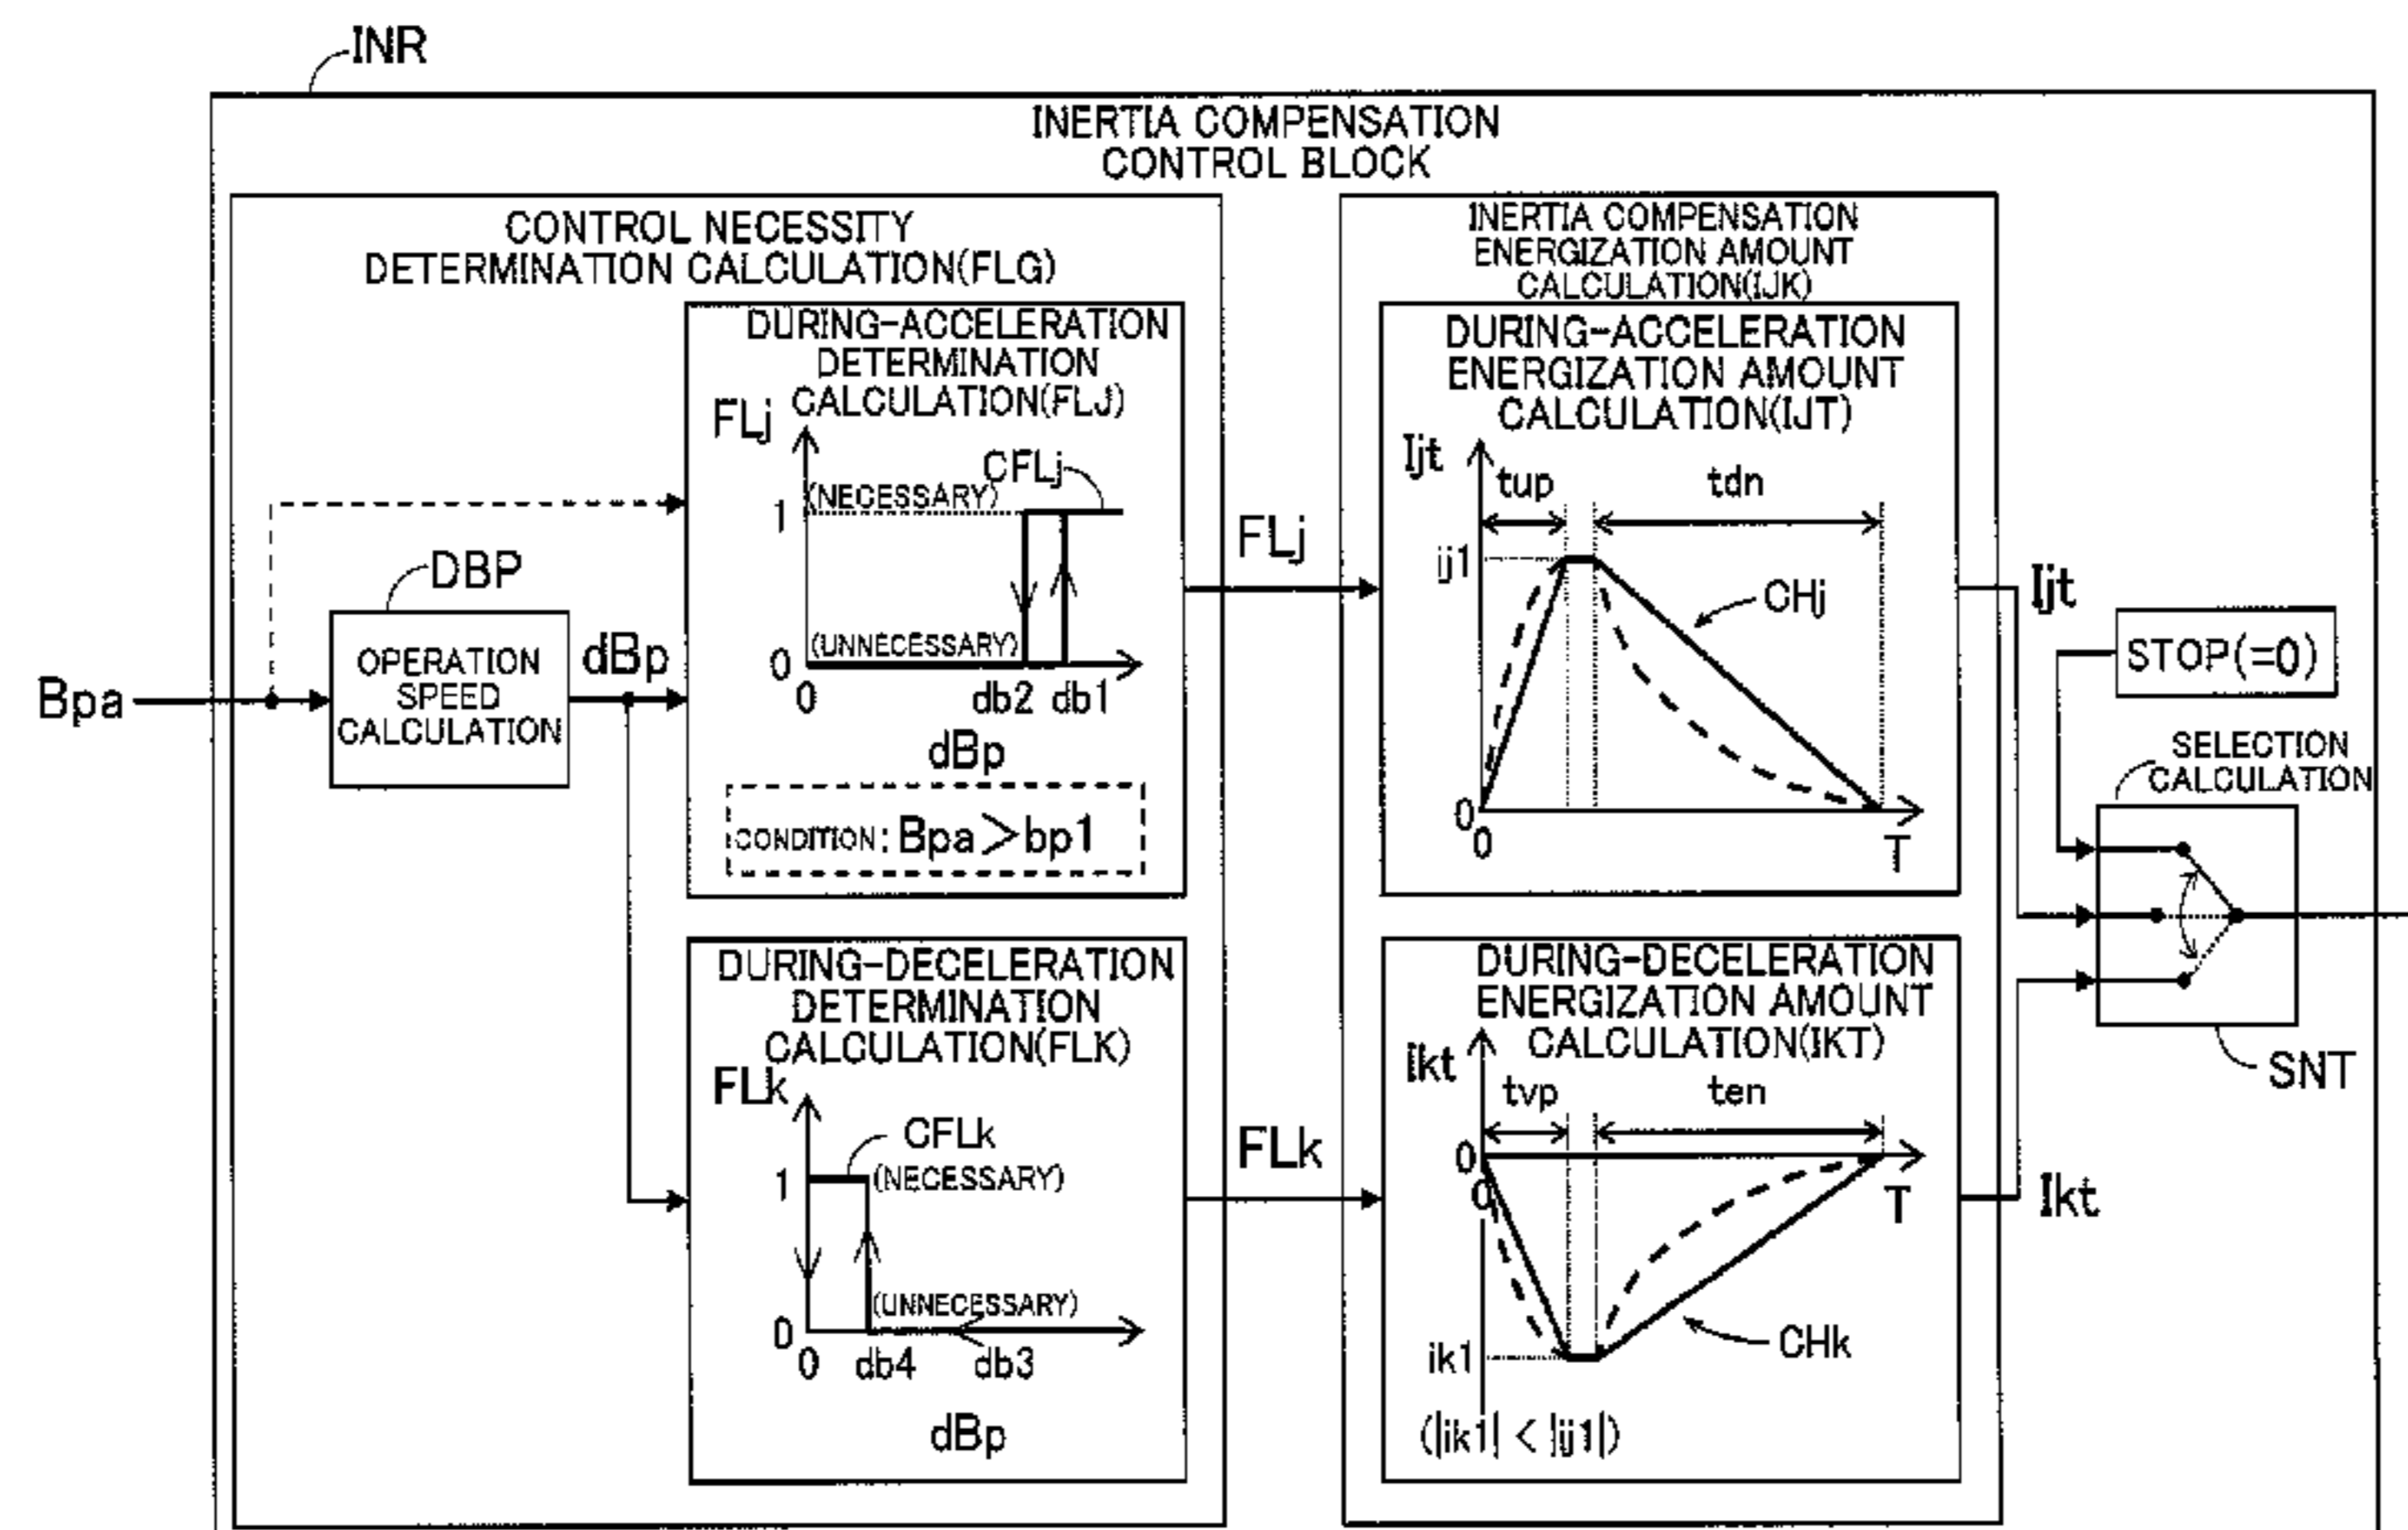 INR
INERTIA COMPENSATION
CONTROL BLOCK
CONTROL NECESSITY
DETERMINATION CALCULATION(FLG)
Bpa
DBP
OPERATION
SPEED
CALCULATION
dBp
DURING-ACCELERATION
DETERMINATION
CALCULATION(FLJ)
FLj
CFLj
(NECESSARY)
1
(UNNECESSARY)
0
0
db2
db1
dBp
CONDITION: Bpa>bp1
DURING-DECELERATION
DETERMINATION
CALCULATION(FLK)
FLk
CFLk
1
(NECESSARY)
(UNNECESSARY)
0
0
db4
db3
dBp
FLj
FLk
INERTIA COMPENSATION
ENERGIZATION AMOUNT
CALCULATION(IJK)
DURING-ACCELERATION
ENERGIZATION AMOUNT
CALCULATION(IJT)
Ijt
tup
tdn
ij1
CHj
0
0
T
DURING-DECELERATION
ENERGIZATION AMOUNT
CALCULATION(IKT)
Ikt
tvp
ten
0
0
T
ik1
CHk
(|ik1| < |ij1|)
Ijt
Ikt
STOP(=0)
SELECTION
CALCULATION
SNT